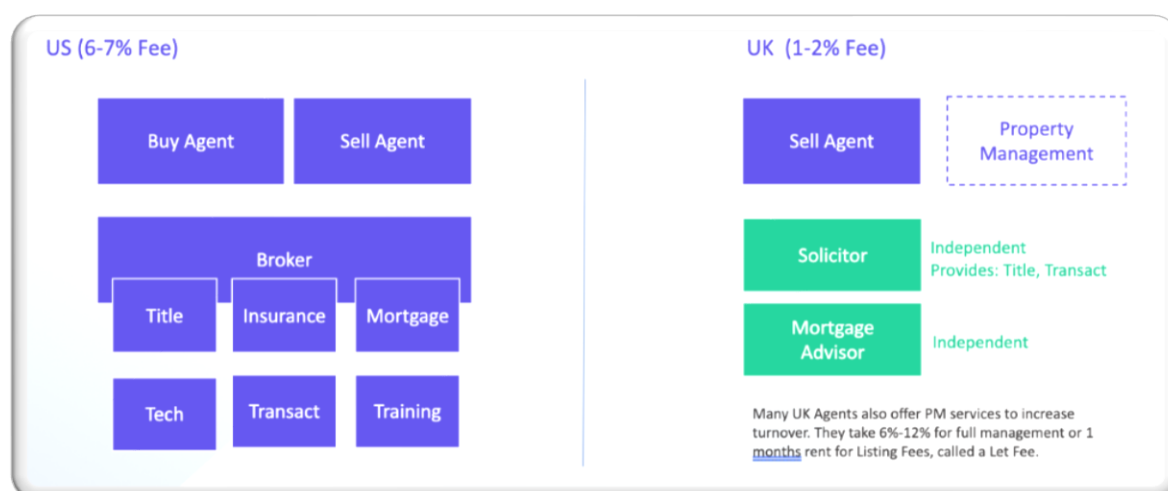 US (6-7% Fee)
Buy Agent
Sell Agent
Broker
Title
Insurance
Mortgage
Tech
Transact
Training
UK (1-2% Fee)
Sell Agent
Property
Management
Solicitor
Independent
Provides: Title, Transact
Mortgage
Advisor
Independent
Many UK Agents also offer PM services to increase
turnover. They take 6%-12% for full management or 1
months rent for Listing Fees, called a Let Fee.